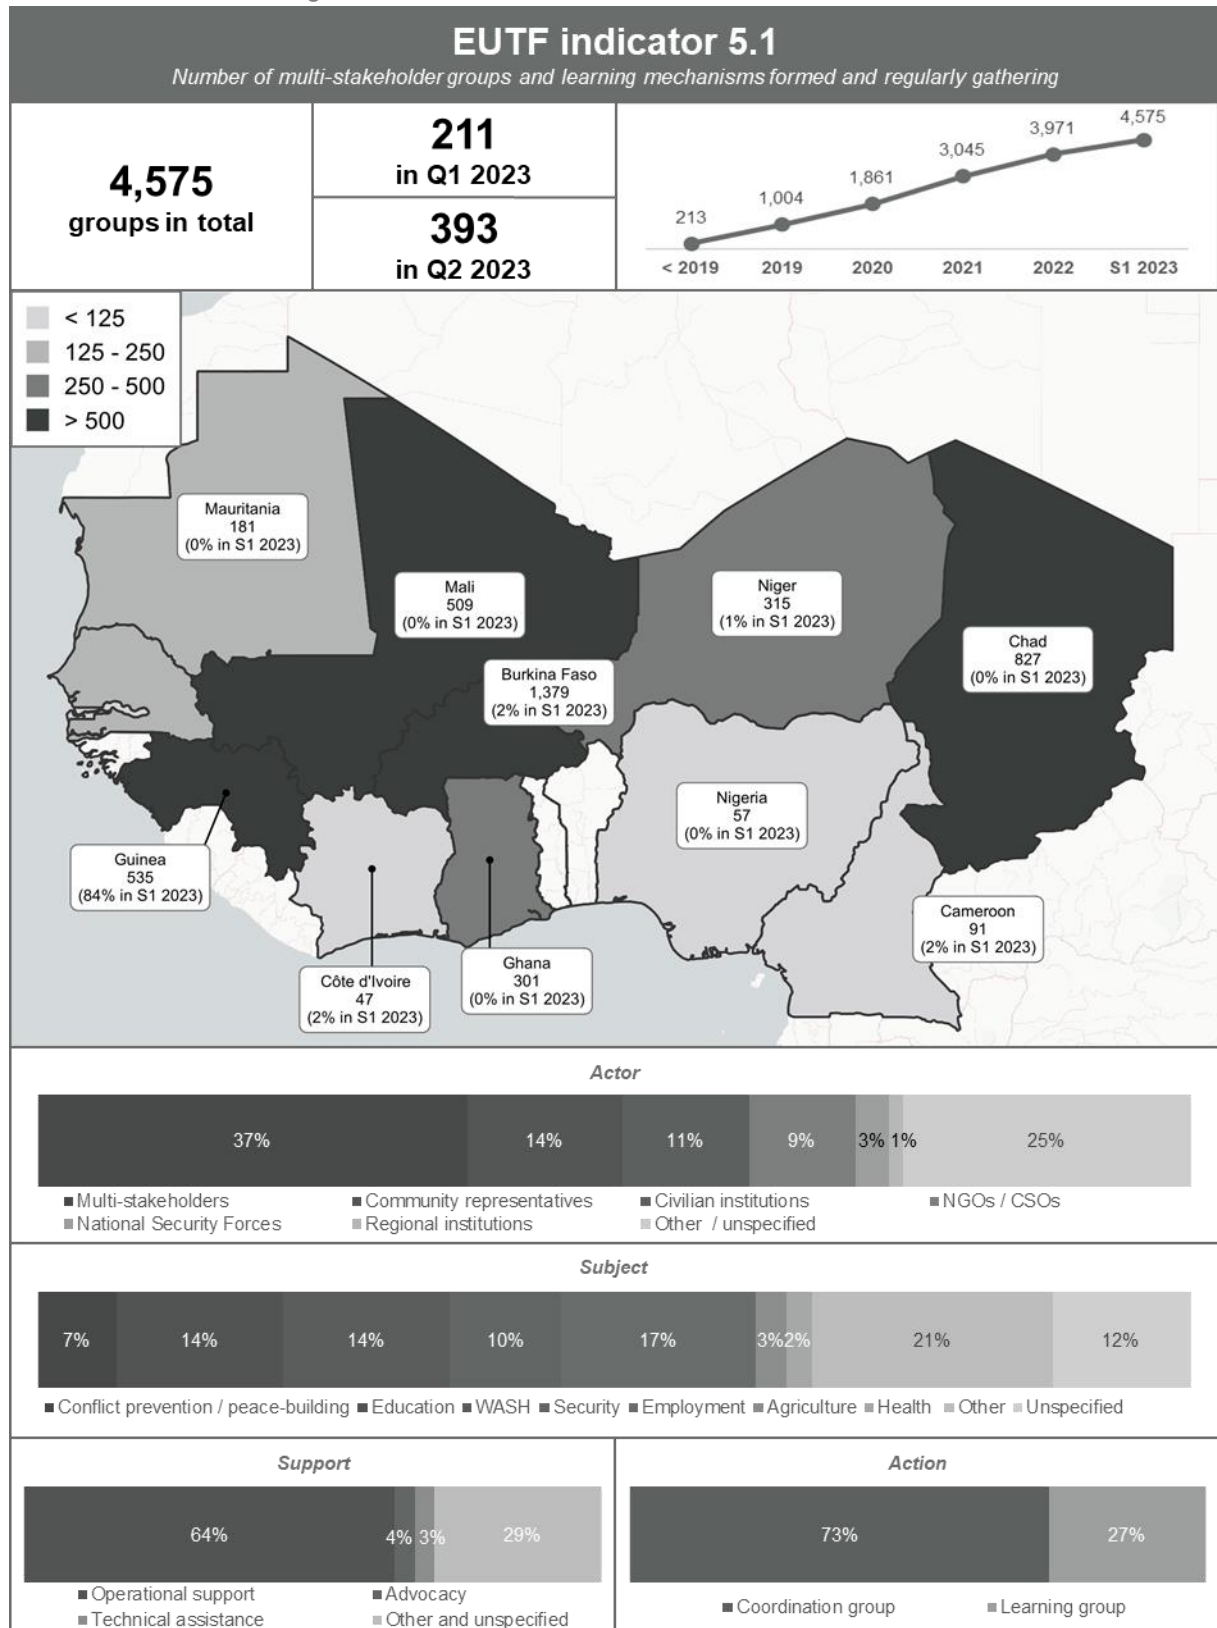 EUTF indicator 5.1
Number of multi-stakeholder groups and learning mechanisms formed and regularly gathering
4,575
groups in total
211
in Q1 2023
393
in Q2 2023
213
1,004
1,861
3,045
3,971
4,575
< 2019 2019 2020 2021 2022 S1 2023
< 125
125 - 250
250 - 500
> 500
Mauritania
181
(0% in S1 2023)
Mali
509
(0% in S1 2023)
Niger
315
(1% in S1 2023)
Chad
827
(0% in S1 2023)
Burkina Faso
1,379
(2% in S1 2023)
Nigeria
57
(0% in S1 2023)
Guinea
535
(84% in S1 2023)
Cameroon
91
(2% in S1 2023)
Côte d'Ivoire
47
(2% in S1 2023)
Ghana
301
(0% in S1 2023)
Actor
37% 14% 11% 9% 3% 1% 25%
Multi-stakeholders Community representatives Civilian institutions NGOs / CSOs
National Security Forces Regional institutions Other / unspecified
Subject
7% 14% 14% 10% 17% 3% 2% 21% 12%
Conflict prevention / peace-building Education WASH Security Employment Agriculture Health Other Unspecified
Support
64% 4% 3% 29%
Operational support Advocacy
Technical assistance Other and unspecified
Action
73% 27%
Coordination group Learning group